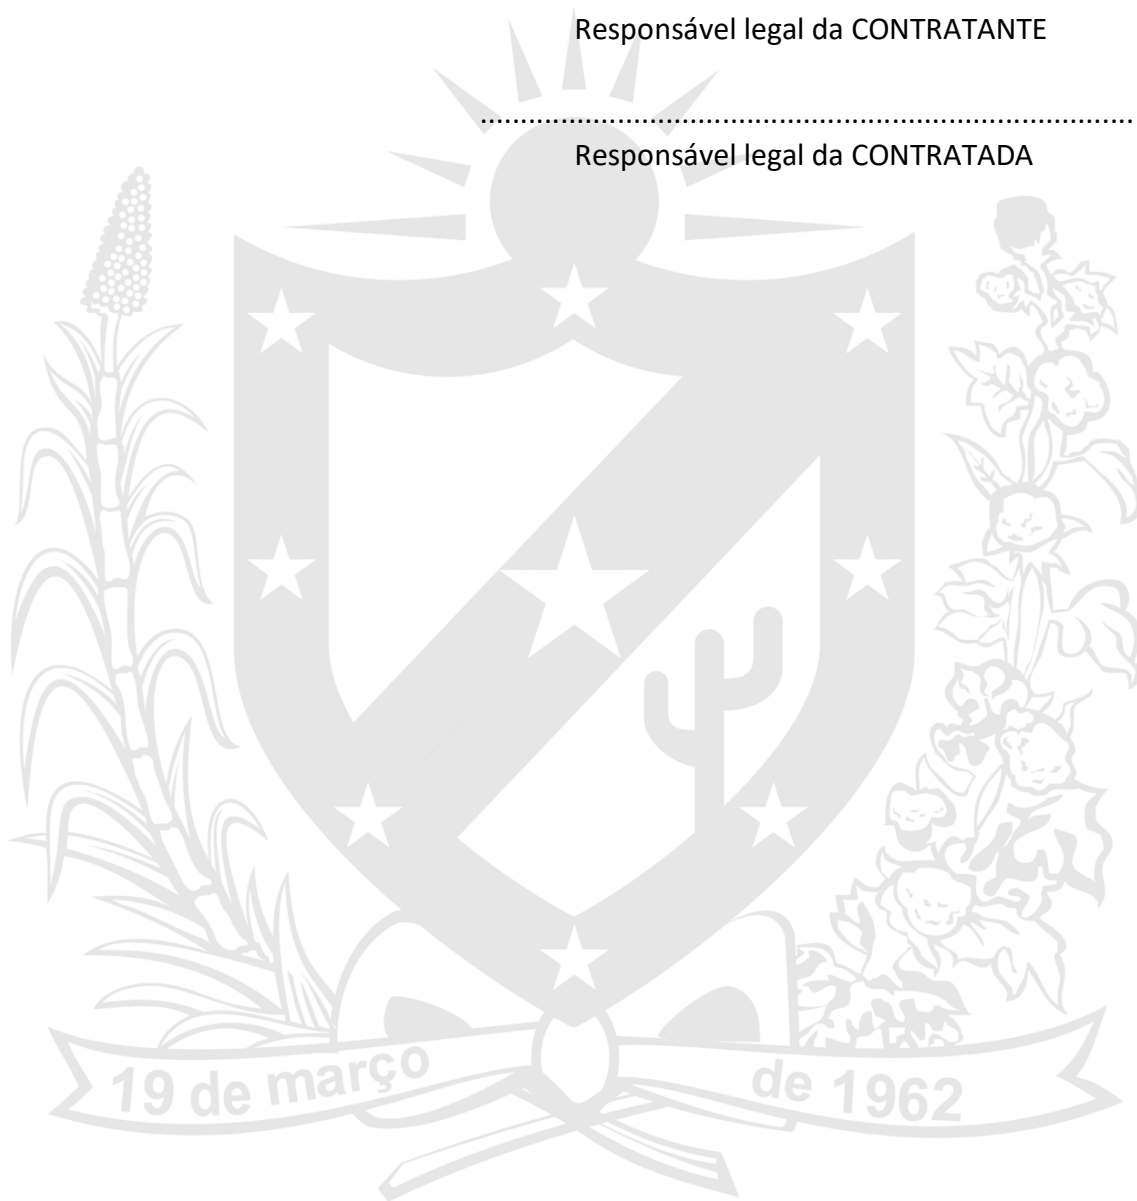 Responsável legal da CONTRATANTE
....................................................................................
Responsável legal da CONTRATADA
19 de março de 1962